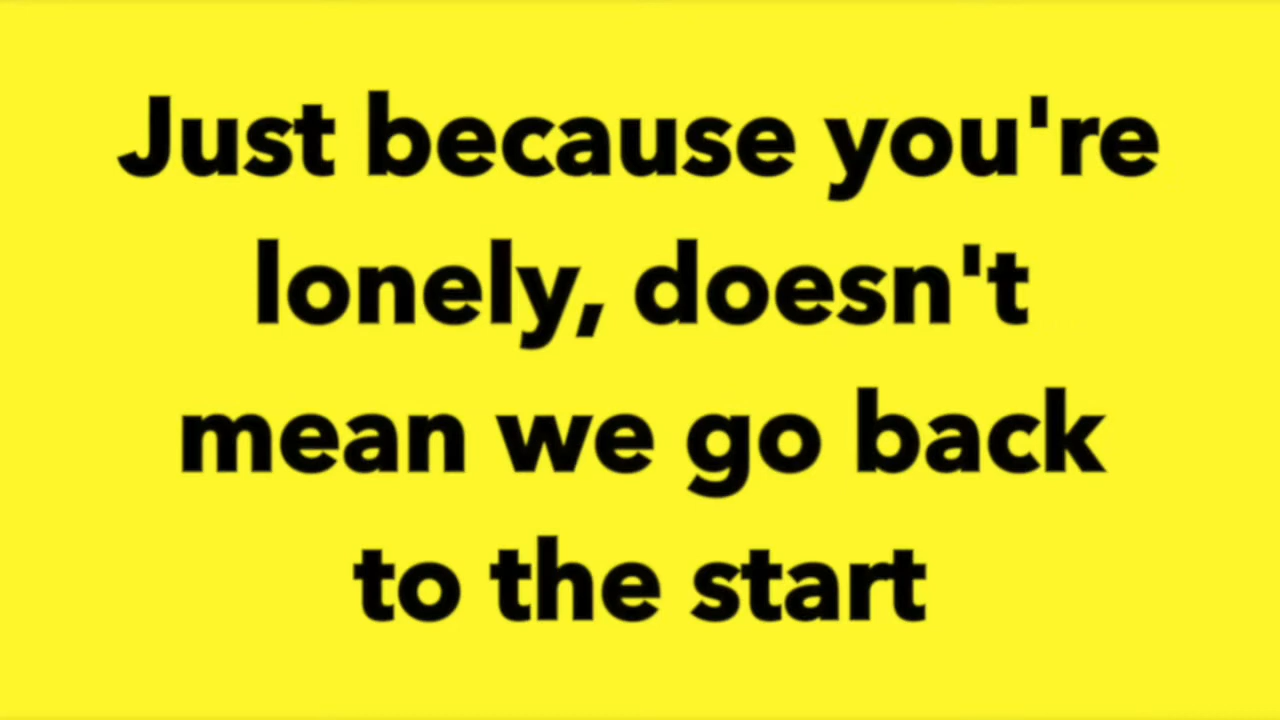 Just because you're
lonely, doesn't
mean we go back
to the start